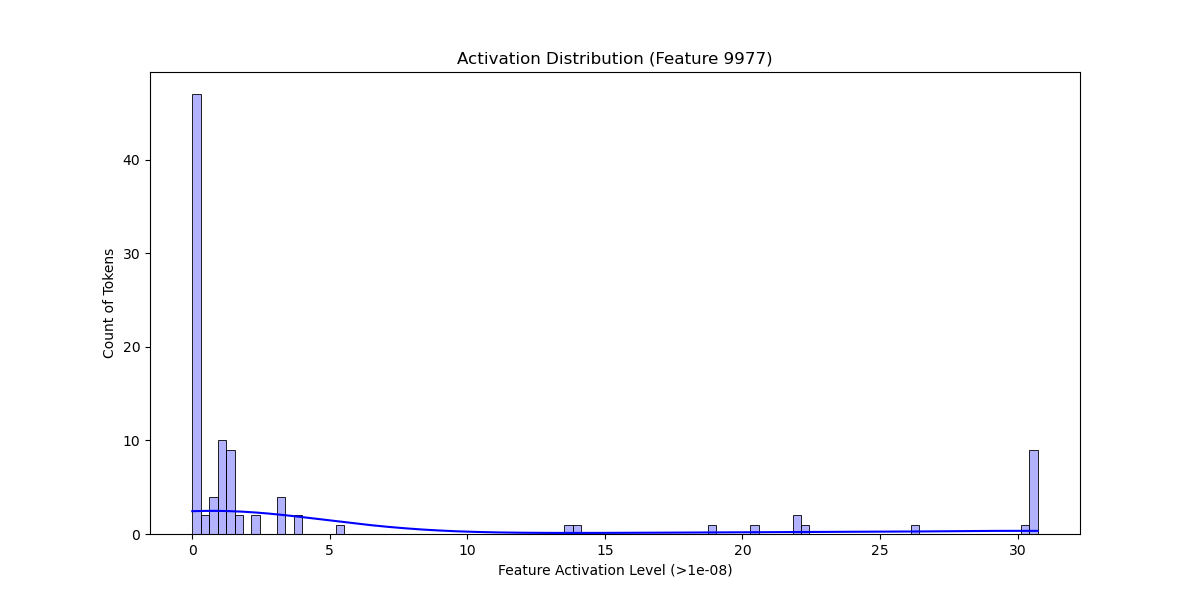 Activation Distribution (Feature 9977)
Count of Tokens
40
30
20
10
0
0 5 10 15 20 25 30
Feature Activation Level (>1e-08)